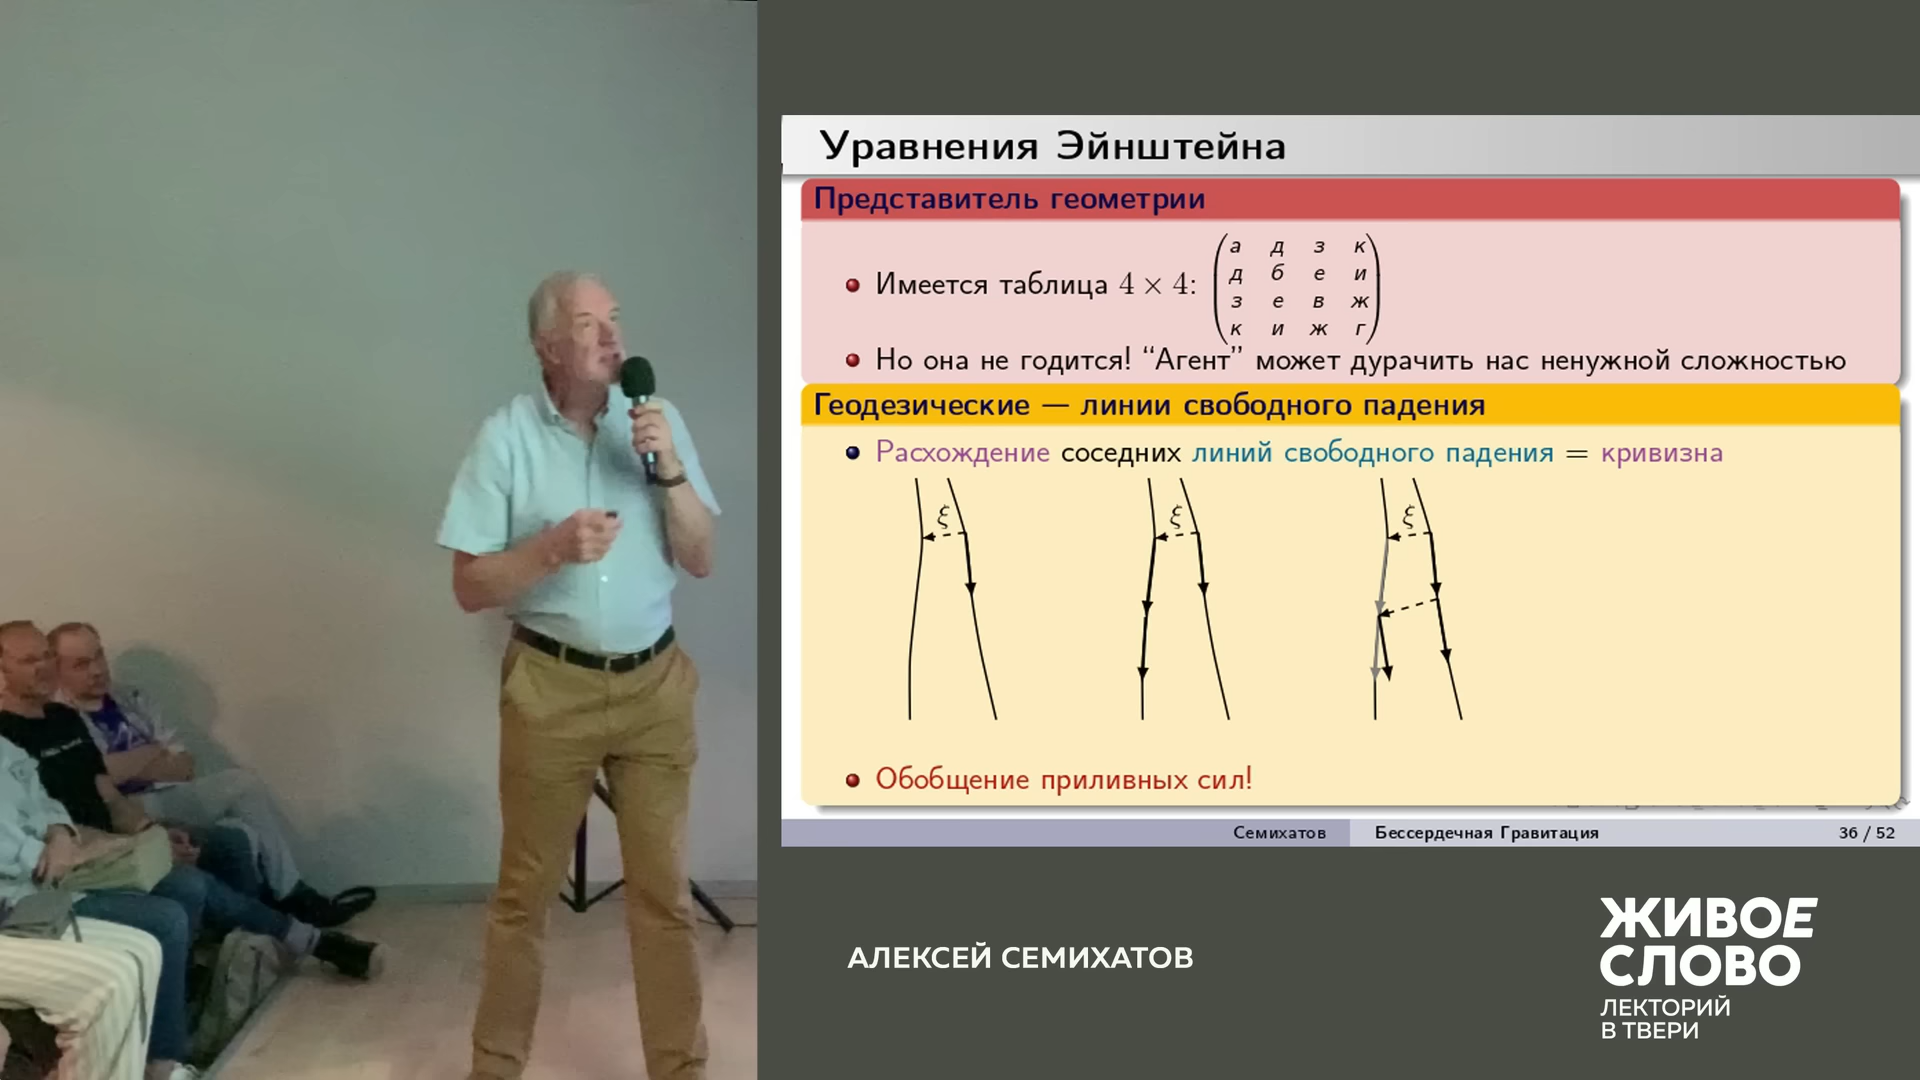 Уравнения Эйнштейна
Представитель геометрии
Имеется таблица 4 × 4:
а д з к
д б е и
з е в ж
к и ж г
Но она не годится! “Агент” может дурачить нас ненужной сложностью
Геодезические — линии свободного падения
Расхождение соседних линий свободного падения = кривизна
ξ ξ ξ
Обобщение приливных сил!
Семихатов Бессердечная Гравитация 36 / 52
АЛЕКСЕЙ СЕМИХАТОВ
ЖИВОЕ
СЛОВО
ЛЕКТОРИЙ
В ТВЕРИ